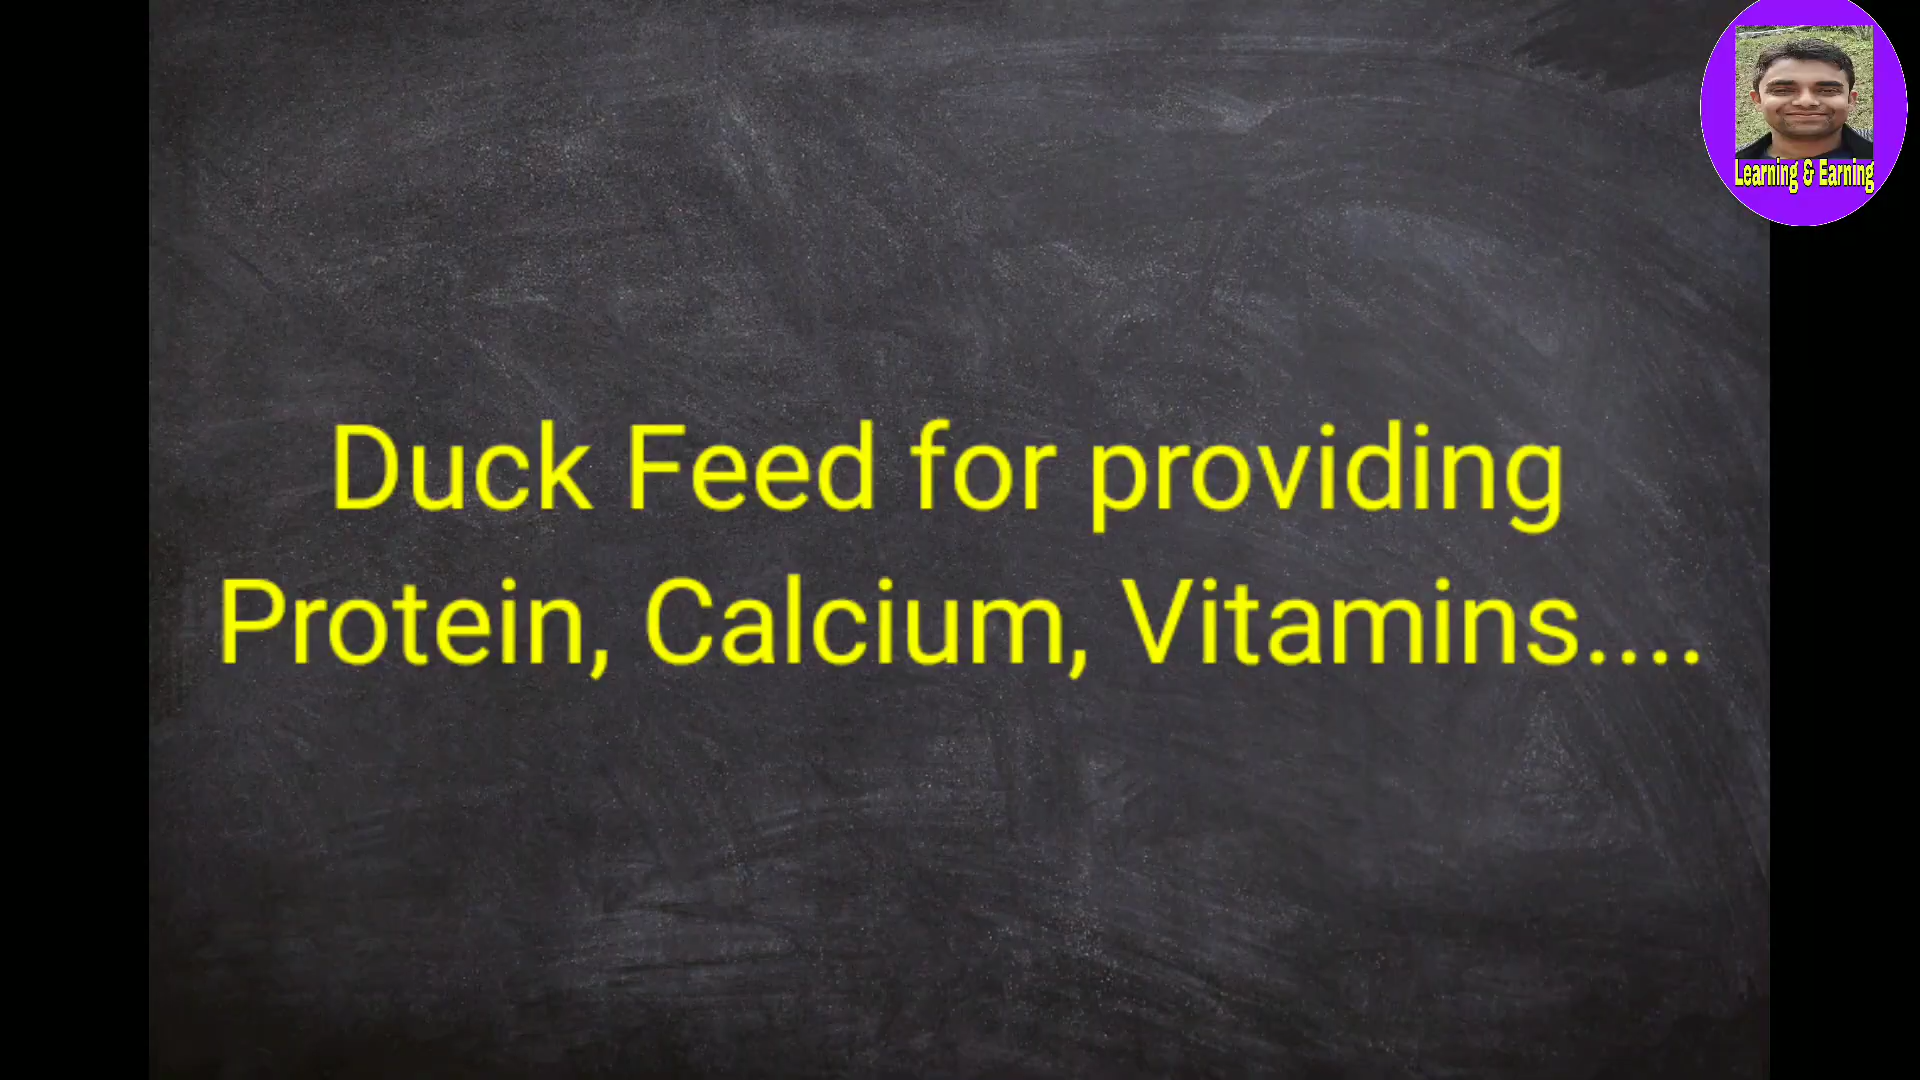 Learning & Earning
Duck Feed for providing
Protein, Calcium, Vitamins....